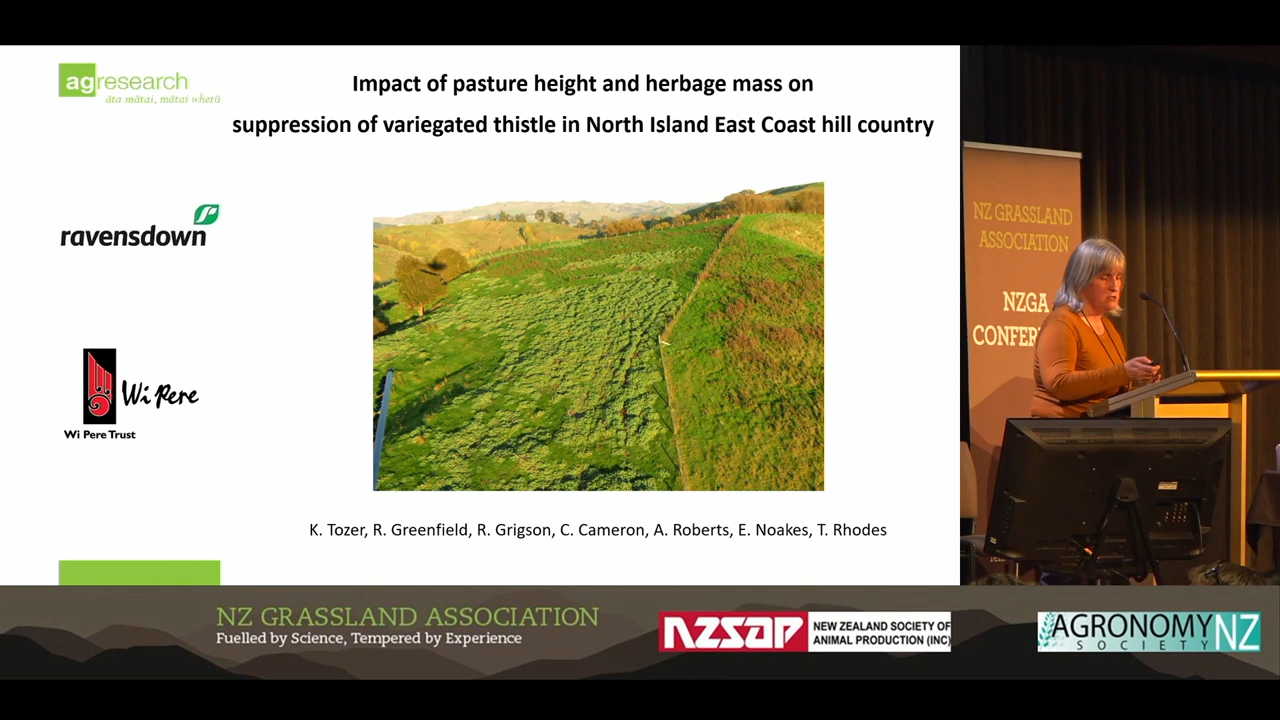 agresearch
āta mātai, mātai whetū
Impact of pasture height and herbage mass on
suppression of variegated thistle in North Island East Coast hill country
ravensdown
Wi Pere
Wi Pere Trust
K. Tozer, R. Greenfield, R. Grigson, C. Cameron, A. Roberts, E. Noakes, T. Rhodes
NZ GRASSLAND
ASSOCIATION
NZGA
NZ GRASSLAND ASSOCIATION
Fuelled by Science, Tempered by Experience
NZSAP
NEW ZEALAND SOCIETY OF
ANIMAL PRODUCTION (INC)
AGRONOMY NZ
SOCIETY